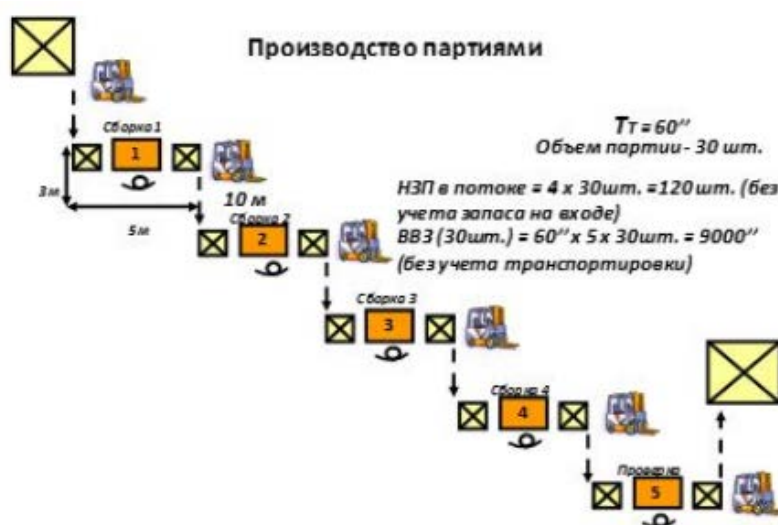 Производство партиями
Tт = 60’’
Объем партии- 30 шт.
Сборка 1
1
3м
5м
10 м
НЗП в потоке = 4 x 30шт. =120 шт. (без
учета запаса на входе)
ВВЗ (30шт.) = 60’’ x 5 x 30шт. = 9000’’
(без учета транспортировки)
Сборка 2
2
Сборка 3
3
Сборка 4
4
Проверка
5